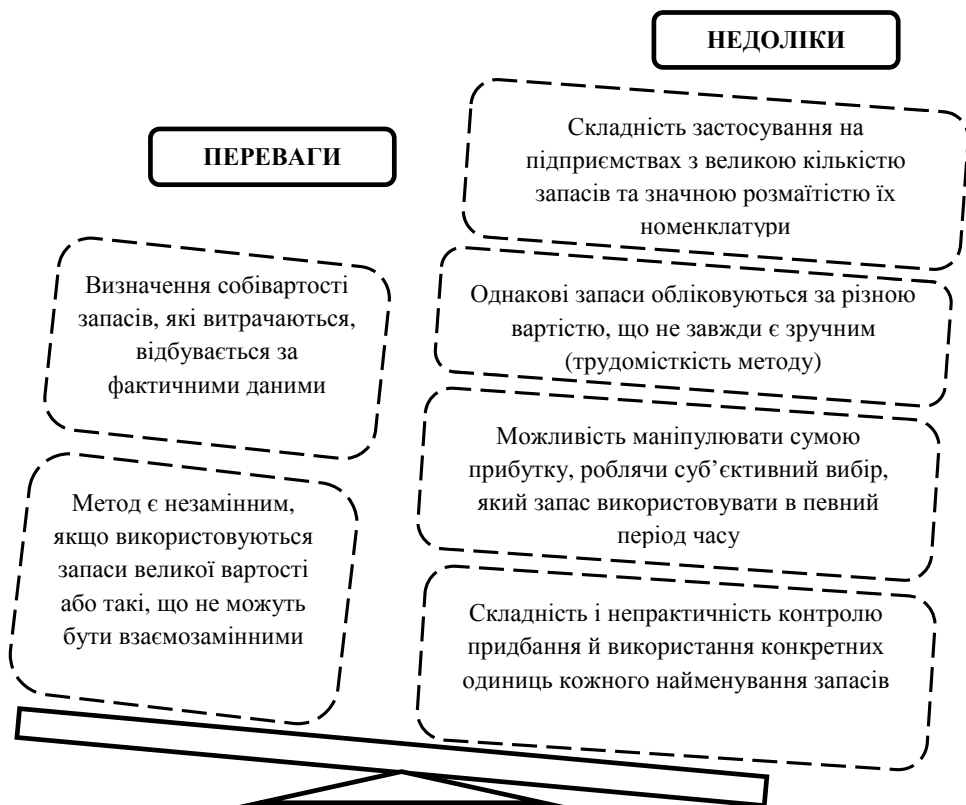 ПЕРЕВАГИ
Визначення собівартості
запасів, які витрачаються,
відбувається за
фактичними даними
Метод є незамінним,
якщо використовуються
запаси великої вартості
або такі, що не можуть
бути взаємозамінними
НЕДОЛІКИ
Складність застосування на
підприємствах з великою кількістю
запасів та значною розмаїтістю їх
номенклатури
Однакові запаси обліковуються за різною
вартістю, що не завжди є зручним
(трудомісткість методу)
Можливість маніпулювати сумою
прибутку, роблячи суб’єктивний вибір,
який запас використовувати в певний
період часу
Складність і непрактичність контролю
придбання й використання конкретних
одиниць кожного найменування запасів